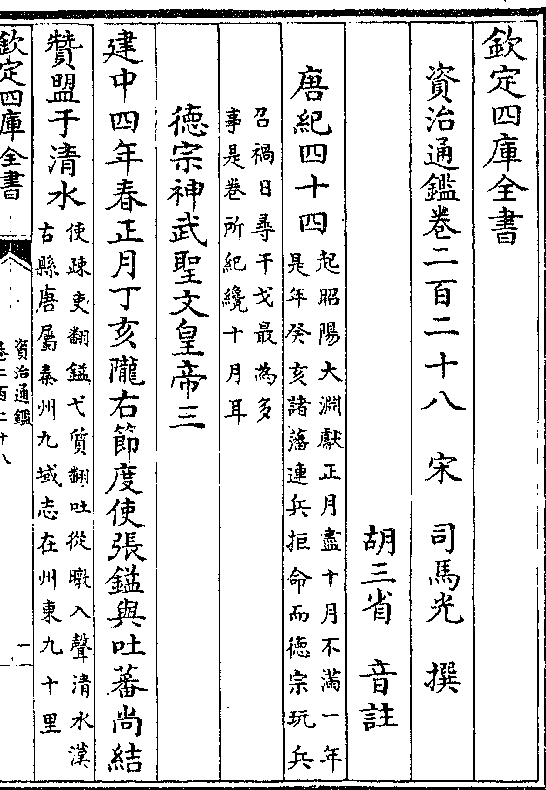 欽定四庫全書
資治通鑑卷二百二十八 宋 司馬光 撰
胡三省 音註
唐紀四十四
起昭陽大淵獻正月盡十月不滿一年
是年癸亥諸藩連兵拒命而德宗玩兵
召禍日尋干戈最為多
事是卷所紀纔十月耳
德宗神武聖文皇帝三
建中四年春正月丁亥隴右節度使張鎰與吐蕃尚結
贊盟于清水
使疎吏翻鎰弋質翻吐從暾入聲清水漢
古縣唐屬秦州九域志在州東九十里
欽定四庫全書
資治通鑑
卷二百二十八